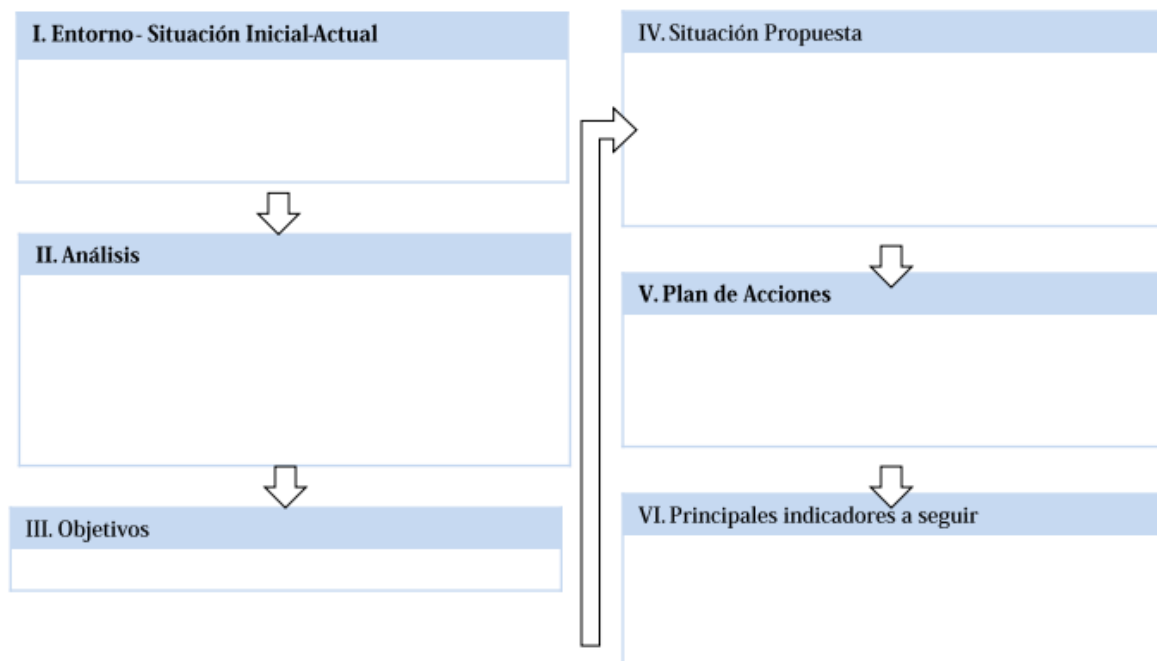 I. Entorno- Situación Inicial-Actual
II. Análisis
III. Objetivos
IV. Situación Propuesta
V. Plan de Acciones
VI. Principales indicadores a seguir